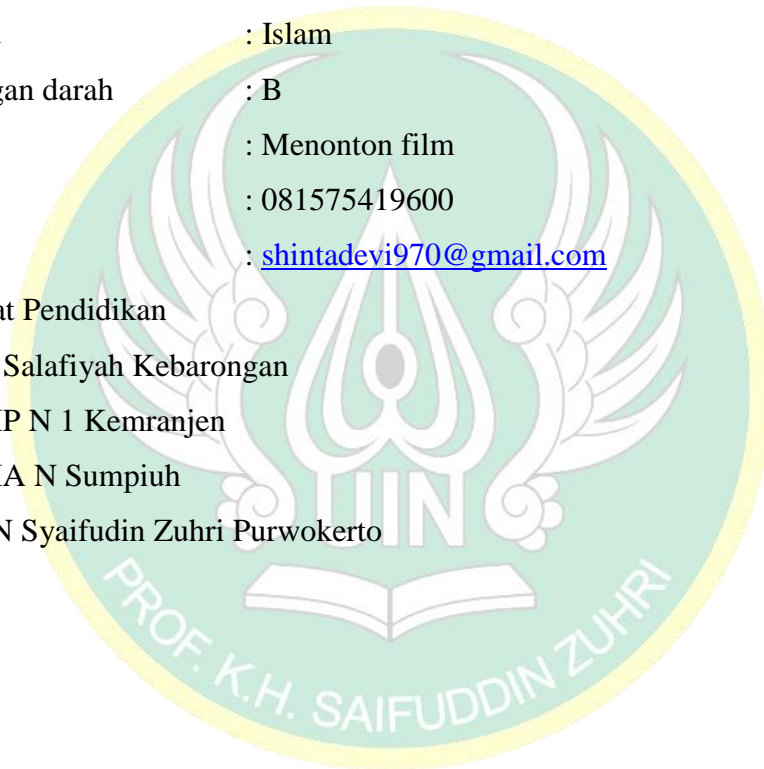 : Islam
gan darah : B
: Menonton film
: 081575419600
: shintadevi970@gmail.com
at Pendidikan
Salafiyah Kebarongan
P N 1 Kemranjen
A N Sumpiuh
N Syaifudin Zuhri Purwokerto
UIN
PROF. K.H. SAIFUDDIN ZUHRI